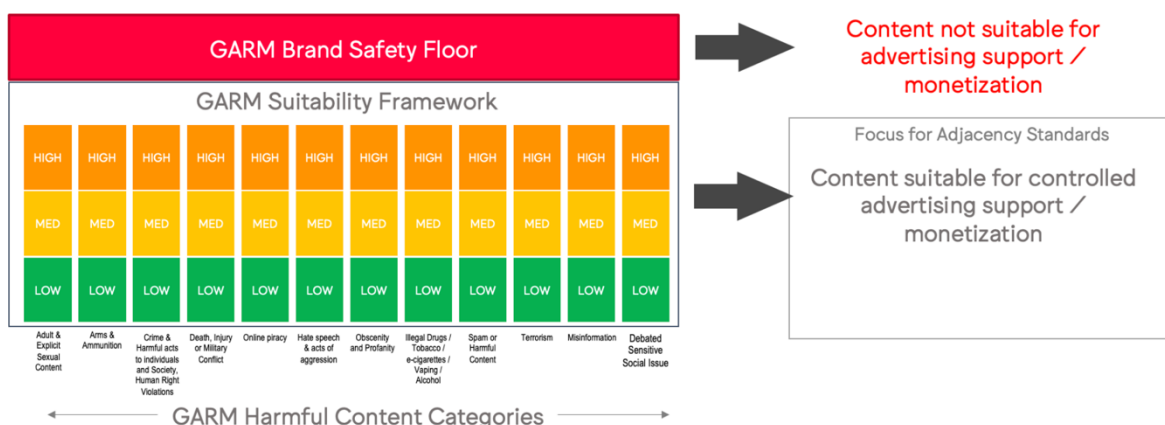 GARM Brand Safety Floor
Content not suitable for
advertising support /
monetization
GARM Suitability Framework
HIGH HIGH HIGH HIGH HIGH HIGH HIGH HIGH HIGH HIGH HIGH HIGH
MED MED MED MED MED MED MED MED MED MED MED MED
LOW LOW LOW LOW LOW LOW LOW LOW LOW LOW LOW LOW
Adult &
Explicit
Sexual
Content
Arms &
Ammunition
Crime &
Harmful acts
to individuals
and Society,
Human Right
Violations
Death, Injury
or Military
Conflict
Online piracy
Hate speech
& acts of
aggression
Obscenity
and Profanity
Illegal Drugs /
Tobacco /
e-cigarettes /
Vaping /
Alcohol
Spam or
Harmful
Content
Terrorism
Misinformation
Debated
Sensitive
Social Issue
GARM Harmful Content Categories
Focus for Adjacency Standards
Content suitable for controlled
advertising support /
monetization